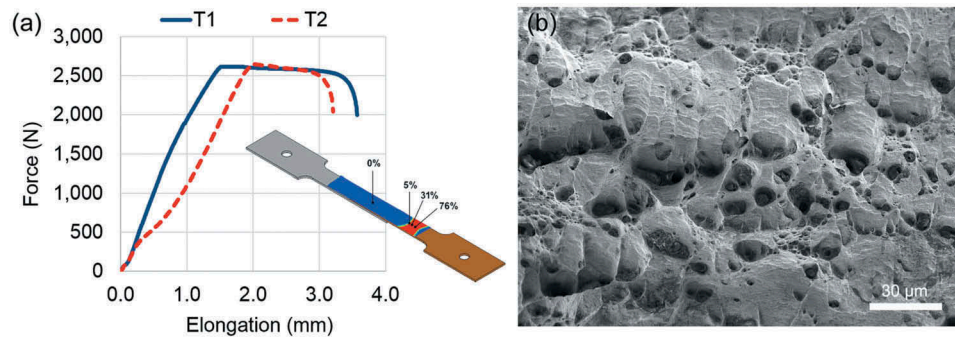 (a)
T1
T2
3,000
2,500
2,000
1,500
1,000
500
0
Force (N)
0%
5%
31%
76%
0.0
1.0
2.0
3.0
4.0
Elongation (mm)
(b)
30 µm